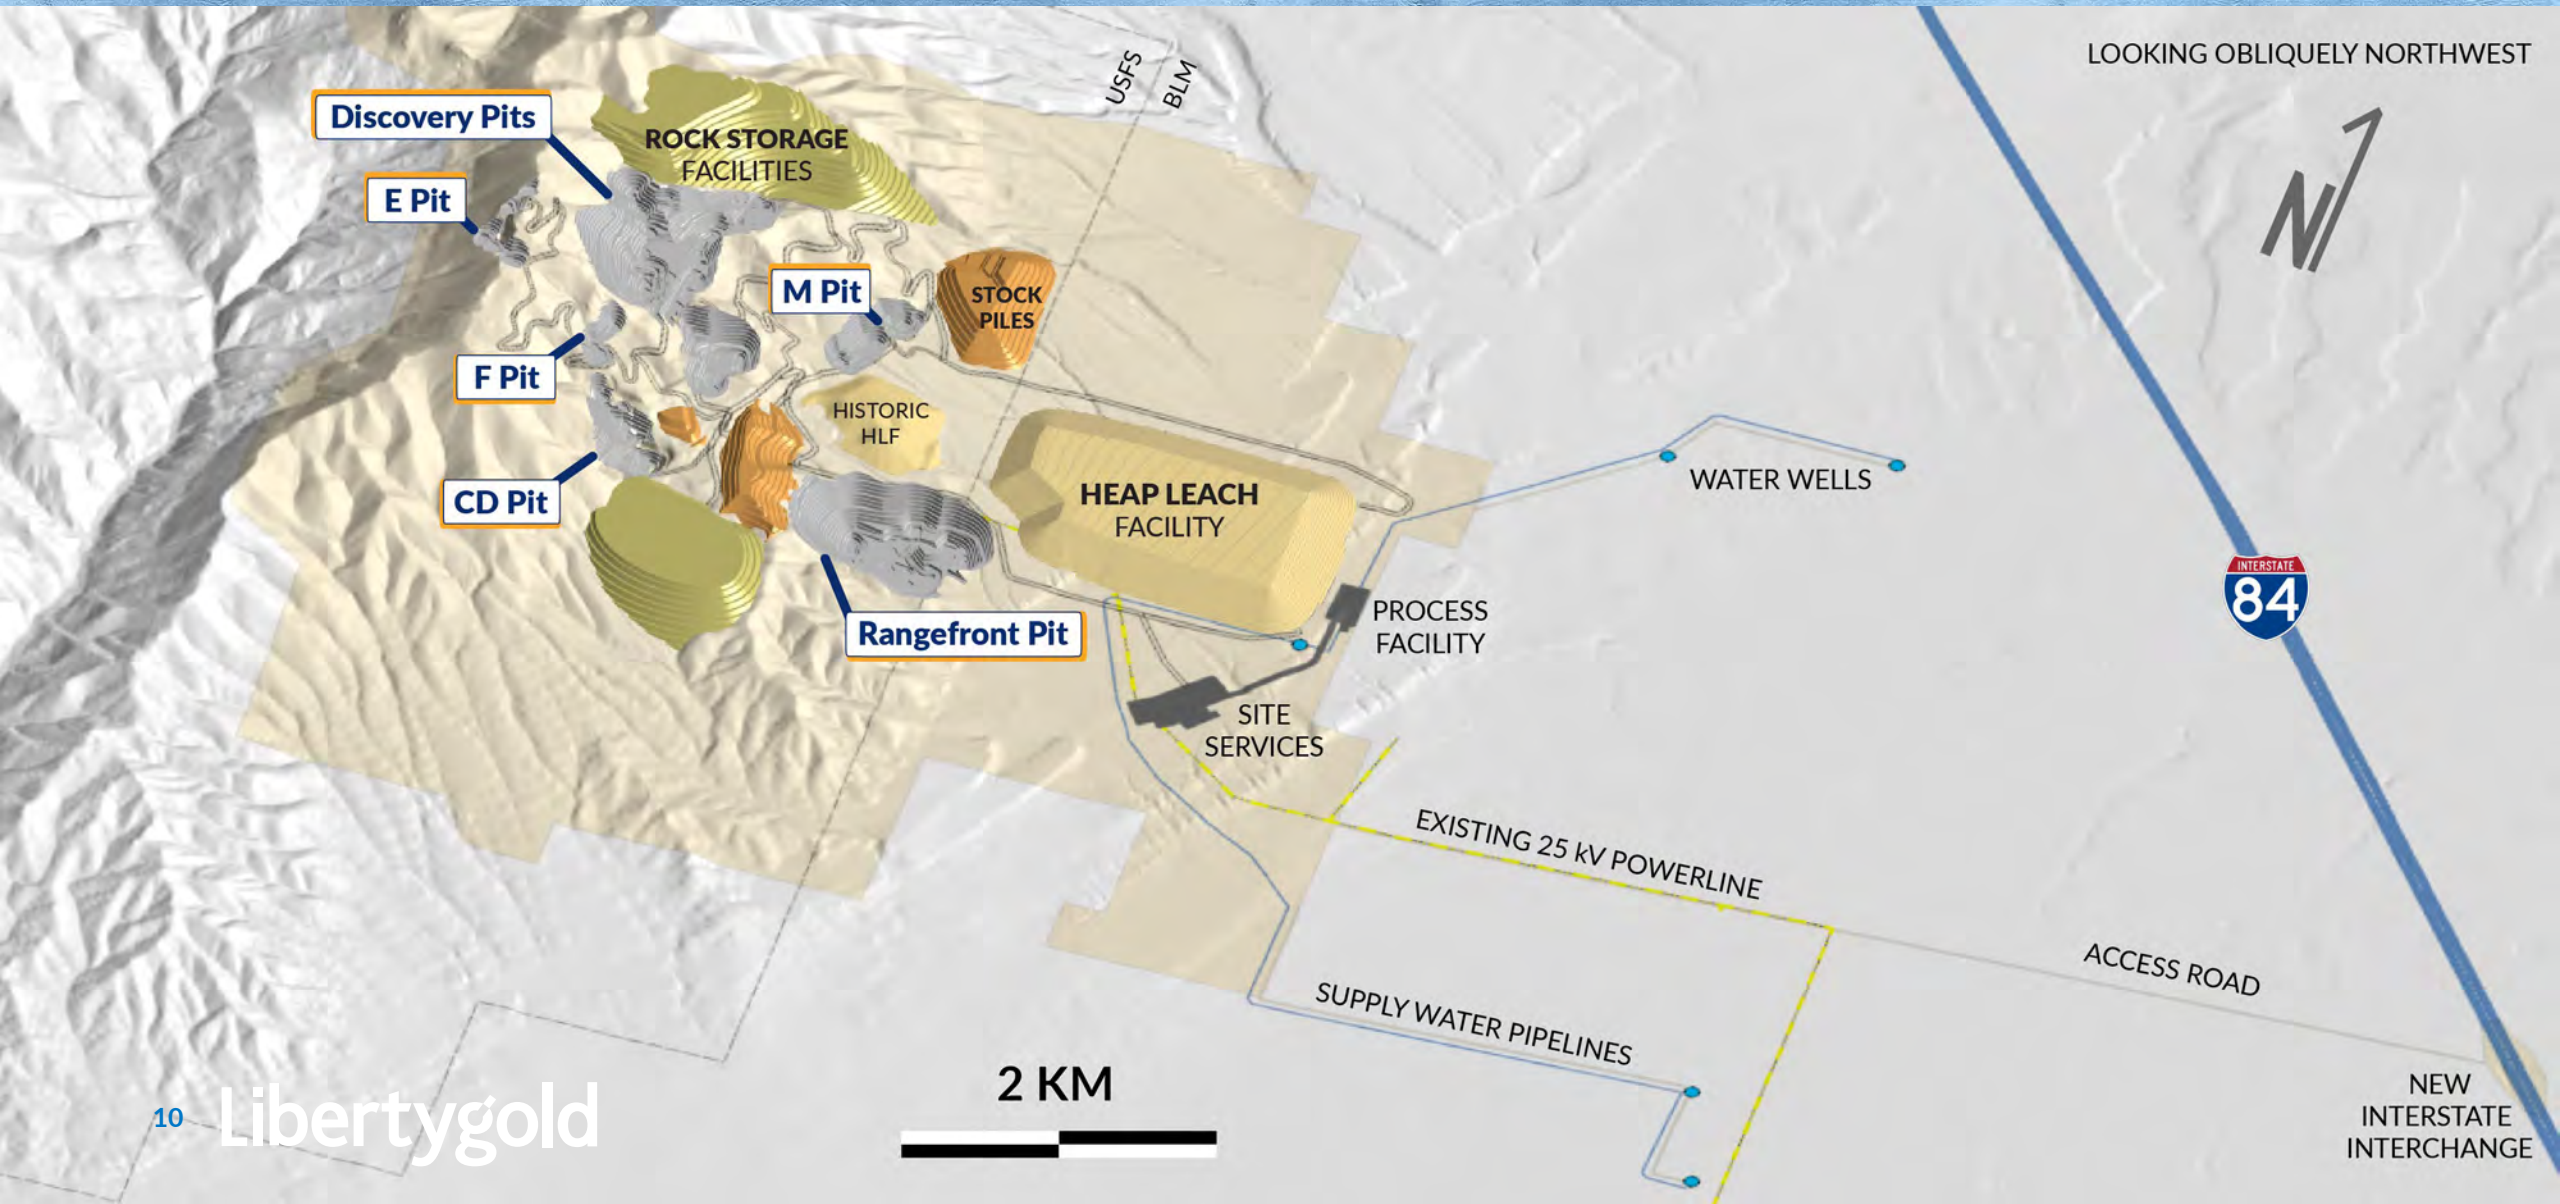 LOOKING OBLIQUELY NORTHWEST
N
USFS
BLM
Discovery Pits
ROCK STORAGE
FACILITIES
E Pit
M Pit
STOCK
PILES
F Pit
HISTORIC
HLF
CD Pit
HEAP LEACH
FACILITY
WATER WELLS
INTERSTATE
84
Rangefront Pit
PROCESS
FACILITY
SITE
SERVICES
EXISTING 25 kV POWERLINE
ACCESS ROAD
SUPPLY WATER PIPELINES
2 KM
NEW
INTERSTATE
INTERCHANGE
10
Libertygold